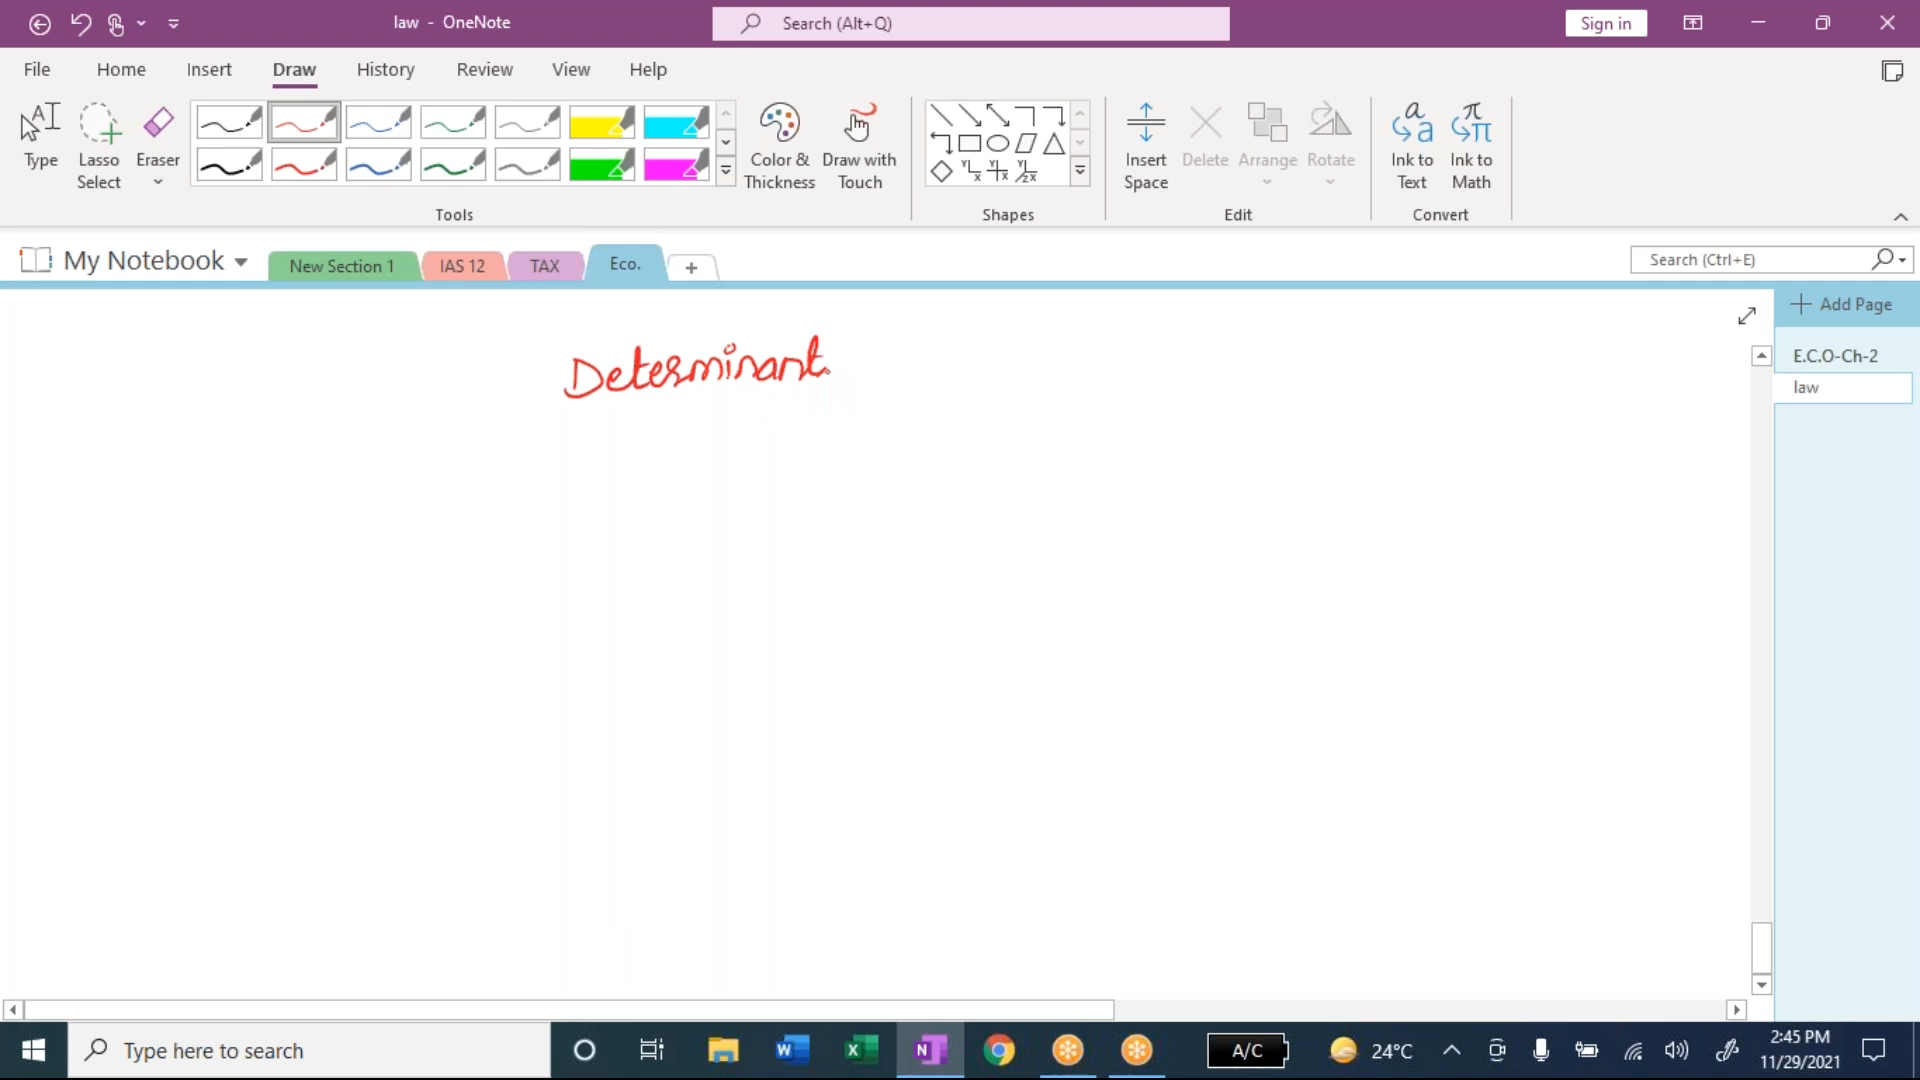 law - OneNote
Search (Alt+Q)
Sign in
File Home Insert Draw History Review View Help
Type
Lasso Select
Eraser
Color & Thickness
Draw with Touch
Insert Space
Delete
Arrange
Rotate
Ink to Text
Ink to Math
Tools
Shapes
Edit
Convert
My Notebook
New Section 1
IAS 12
TAX
Eco.
Search (Ctrl+E)
Add Page
E.C.O-Ch-2
law
Determinant
Type here to search
A/C
24°C
2:45 PM
11/29/2021